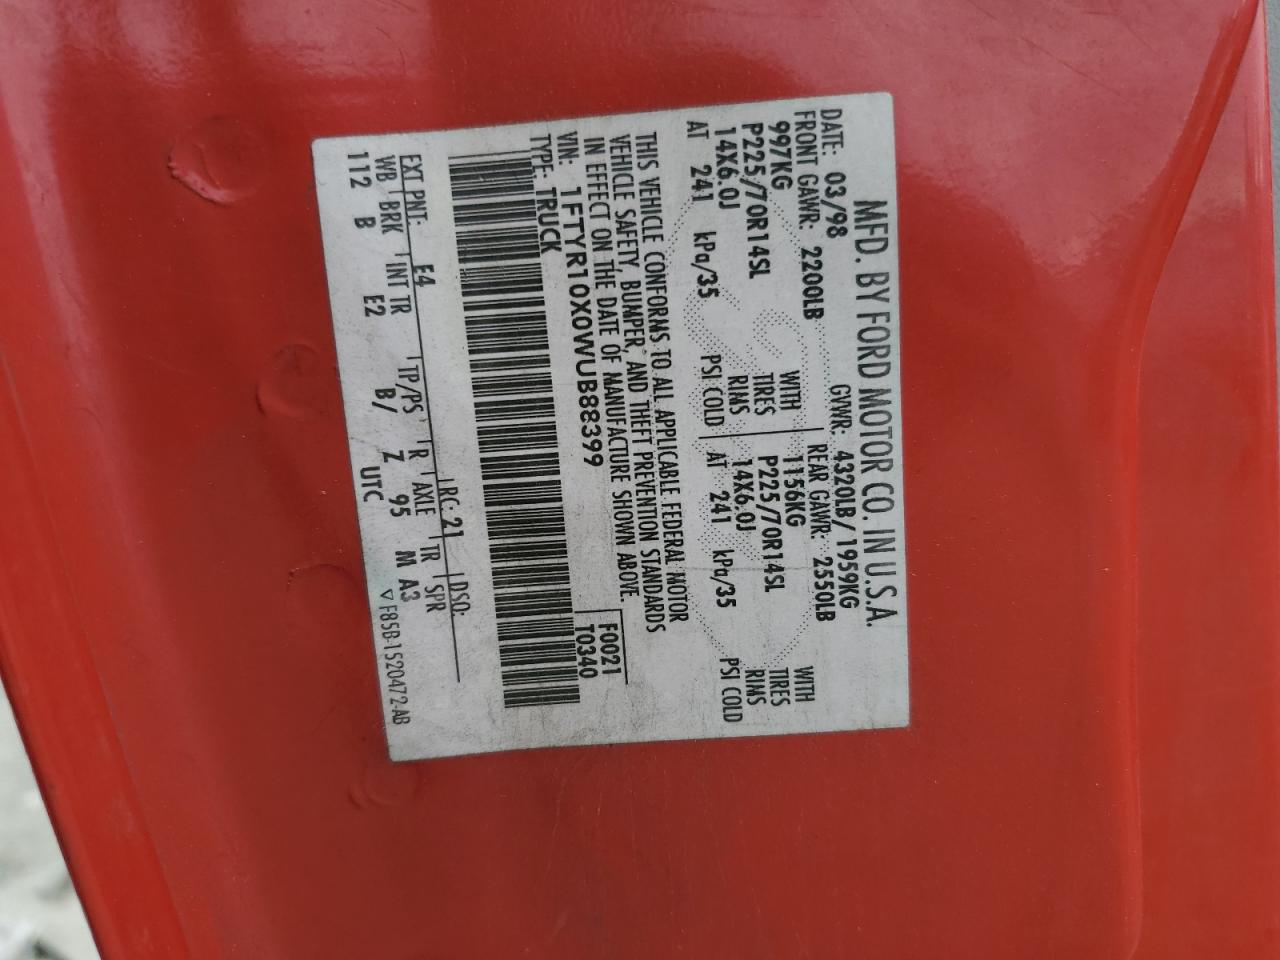 MFD. BY FORD MOTOR CO. IN U.S.A.
DATE: 03/98 GVWR: 4320LB/ 1959KG
FRONT GAWR: 2200LB REAR GAWR: 2550LB
997KG WITH 1156KG WITH
P225/70R14SL TIRES P225/70R14SL TIRES
14X6.0J RIMS 14X6.0J RIMS
AT 241 kPa/35 PSI COLD AT 241 kPa/35 PSI COLD
THIS VEHICLE CONFORMS TO ALL APPLICABLE FEDERAL MOTOR
VEHICLE SAFETY, BUMPER, AND THEFT PREVENTION STANDARDS
IN EFFECT ON THE DATE OF MANUFACTURE SHOWN ABOVE.
VIN: 1FTYR10X0WUB88399 F0021
TYPE: TRUCK T0340
EXT PNT: E4 RC: 21 DSO:
WB BRK INT TR TP/PS R AXLE TR SPR
112 B E2 B/ Z 95 M A3
UTC ▽ F85B-1520472-AB